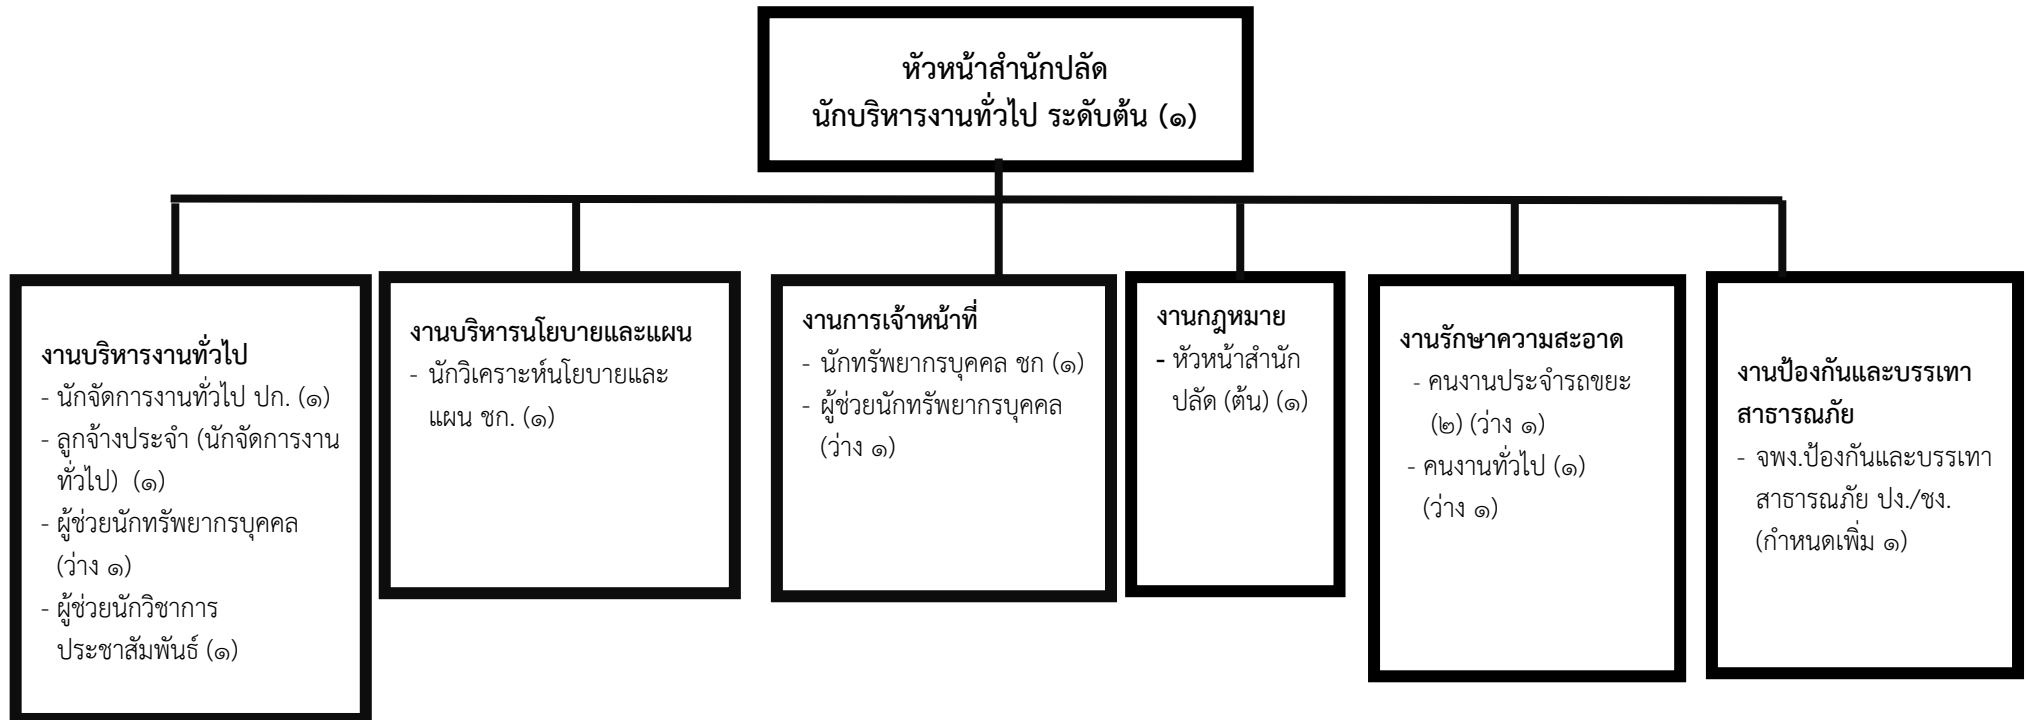 หัวหน้าสำนักปลัด
นักบริหารงานทั่วไป ระดับต้น (๑)
งานบริหารงานทั่วไป
- นักจัดการงานทั่วไป ปก. (๑)
- ลูกจ้างประจำ (นักจัดการงาน
ทั่วไป) (๑)
- ผู้ช่วยนักทรัพยากรบุคคล
(ว่าง ๑)
- ผู้ช่วยนักวิชาการ
ประชาสัมพันธ์ (๑)
งานบริหารนโยบายและแผน
- นักวิเคราะห์นโยบายและ
แผน ชก. (๑)
งานการเจ้าหน้าที่
- นักทรัพยากรบุคคล ชก (๑)
- ผู้ช่วยนักทรัพยากรบุคคล
(ว่าง ๑)
งานกฎหมาย
- หัวหน้าสำนัก
ปลัด (ต้น) (๑)
งานรักษาความสะอาด
- คนงานประจำรถขยะ
(๒) (ว่าง ๑)
- คนงานทั่วไป (๑)
(ว่าง ๑)
งานป้องกันและบรรเทา
สาธารณภัย
- จพง.ป้องกันและบรรเทา
สาธารณภัย ปง./ชง.
(กำหนดเพิ่ม ๑)